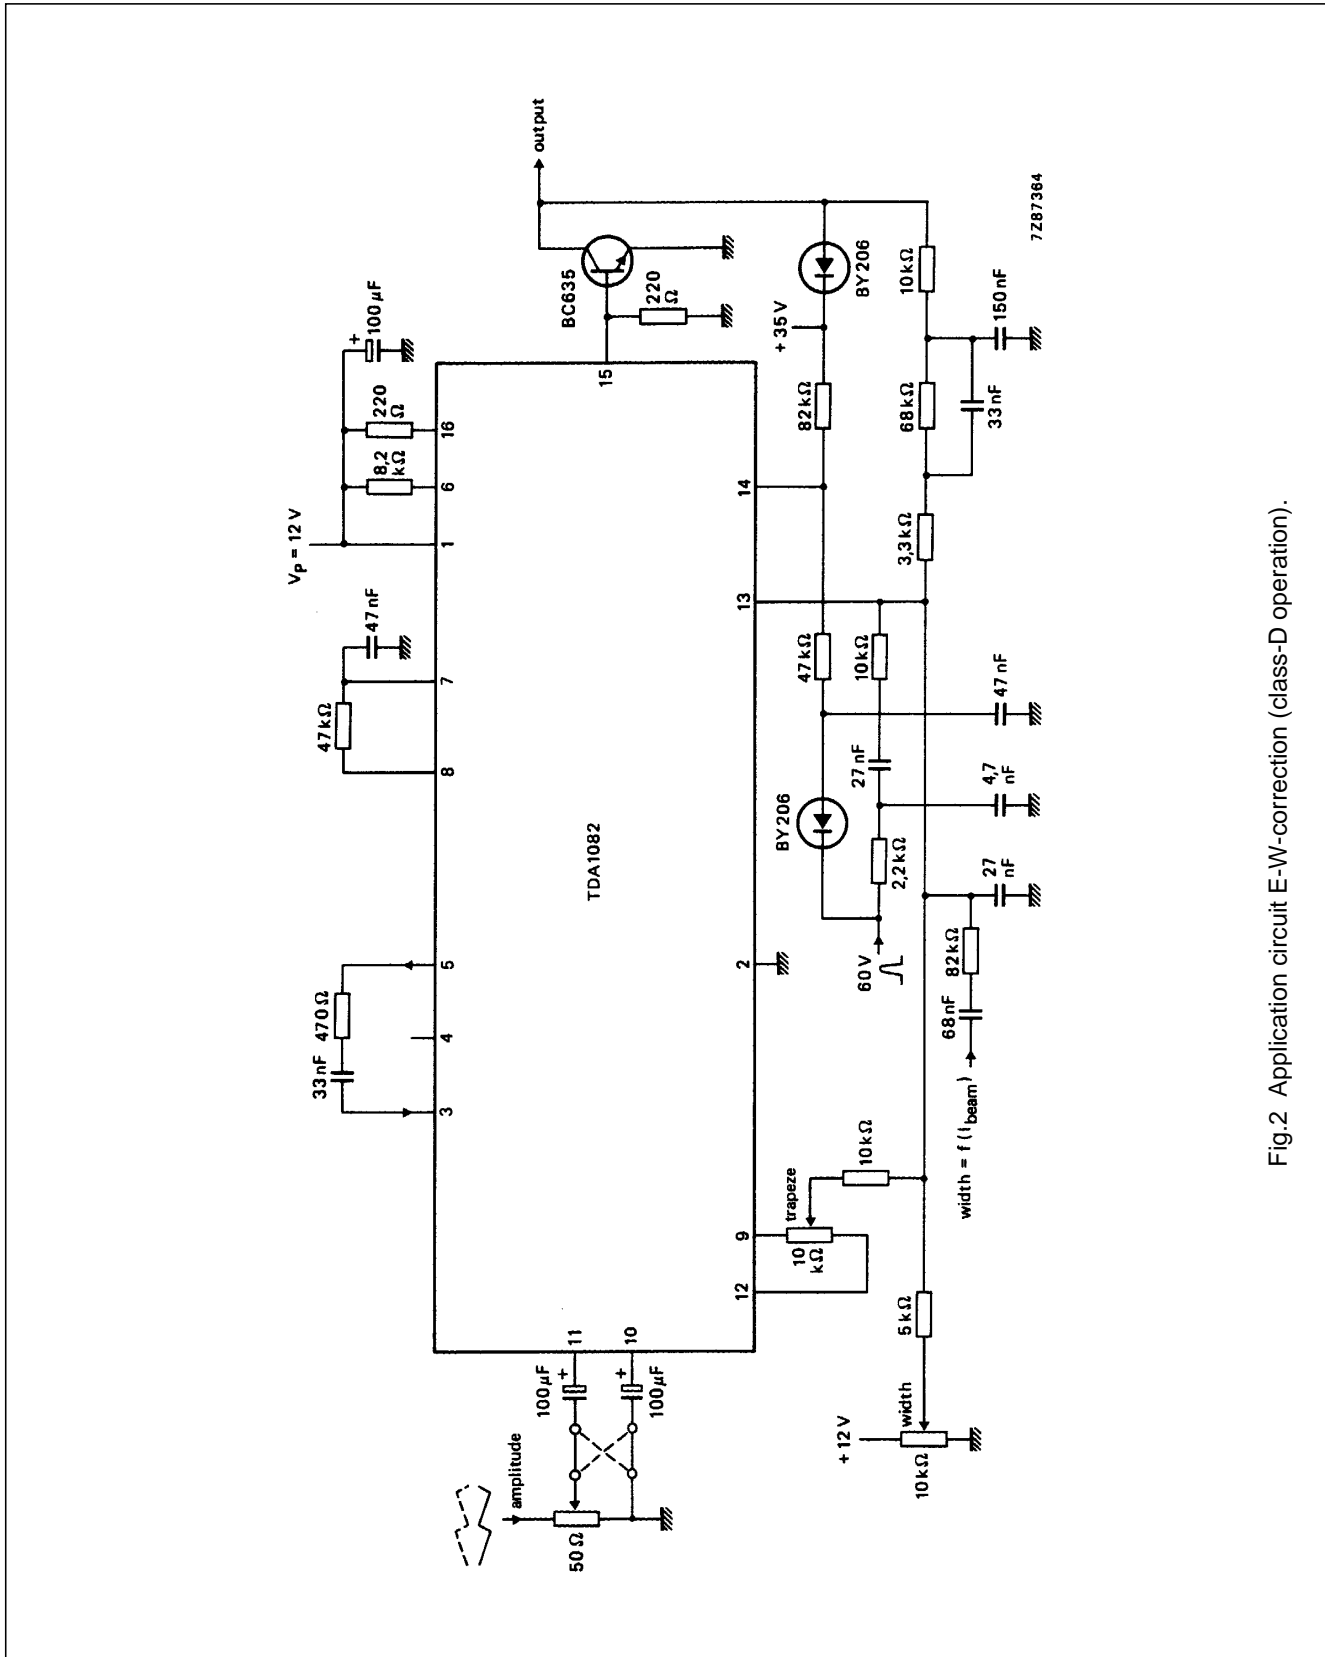 output
BC635
100 µF
+
220
Ω
8,2
kΩ
VP = 12 V
47 nF
47 kΩ
470 Ω
33 nF
15
16
6
1
7
8
5
4
3
TDA1082
14
13
2
9
12
11
10
220
Ω
+ 35 V
BY206
10 kΩ
150 nF
82 kΩ
68 kΩ
33 nF
3,3 kΩ
47 kΩ
10 kΩ
47 nF
27 nF
4,7
nF
BY206
2,2 kΩ
27
nF
60 V
82 kΩ
68 nF
width = f (Ibeam)
trapeze
10
kΩ
10 kΩ
5 kΩ
width
+12 V
10 kΩ
100 µF
+
+
100 µF
amplitude
50 Ω
7Z87364
Fig.2 Application circuit E-W-correction (class-D operation).